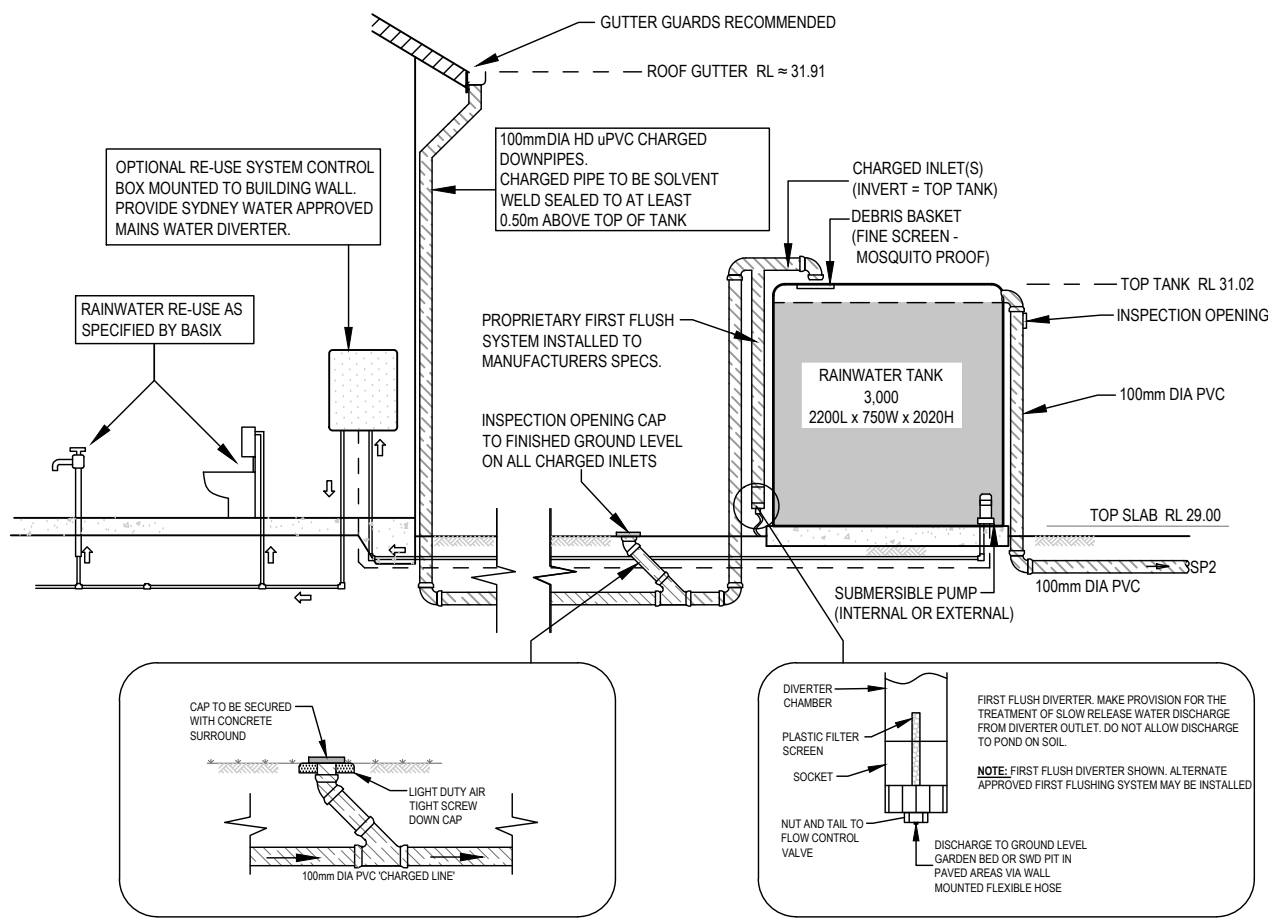 GUTTER GUARDS RECOMMENDED
ROOF GUTTER RL ≈ 31.91
100mm DIA HD uPVC CHARGED
DOWNPIPES.
CHARGED PIPE TO BE SOLVENT
WELD SEALED TO AT LEAST
0.50m ABOVE TOP OF TANK
OPTIONAL RE-USE SYSTEM CONTROL
BOX MOUNTED TO BUILDING WALL.
PROVIDE SYDNEY WATER APPROVED
MAINS WATER DIVERTER.
CHARGED INLET(S)
(INVERT = TOP TANK)
DEBRIS BASKET
(FINE SCREEN -
MOSQUITO PROOF)
TOP TANK RL 31.02
INSPECTION OPENING
RAINWATER RE-USE AS
SPECIFIED BY BASIX
PROPRIETARY FIRST FLUSH
SYSTEM INSTALLED TO
MANUFACTURERS SPECS.
RAINWATER TANK
3,000
2200L x 750W x 2020H
100mm DIA PVC
INSPECTION OPENING CAP
TO FINISHED GROUND LEVEL
ON ALL CHARGED INLETS
TOP SLAB RL 29.00
SP2
100mm DIA PVC
SUBMERSIBLE PUMP
(INTERNAL OR EXTERNAL)
CAP TO BE SECURED
WITH CONCRETE
SURROUND
LIGHT DUTY AIR
TIGHT SCREW
DOWN CAP
100mm DIA PVC 'CHARGED LINE'
DIVERTER
CHAMBER
PLASTIC FILTER
SCREEN
SOCKET
NUT AND TAIL TO
FLOW CONTROL
VALVE
FIRST FLUSH DIVERTER. MAKE PROVISION FOR THE
TREATMENT OF SLOW RELEASE WATER DISCHARGE
FROM DIVERTER OUTLET. DO NOT ALLOW DISCHARGE
TO POND ON SOIL.
NOTE: FIRST FLUSH DIVERTER SHOWN. ALTERNATE
APPROVED FIRST FLUSHING SYSTEM MAY BE INSTALLED
DISCHARGE TO GROUND LEVEL
GARDEN BED OR SWD PIT IN
PAVED AREAS VIA WALL
MOUNTED FLEXIBLE HOSE